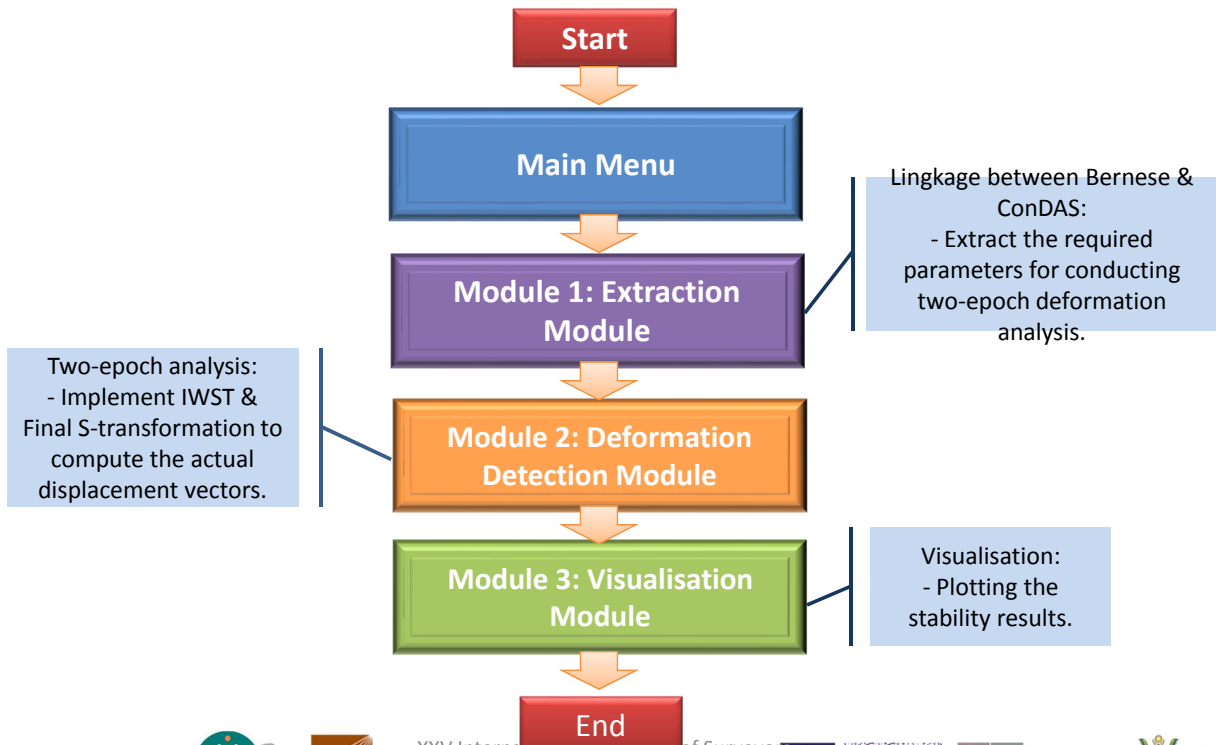 Start
Main Menu
Lingkage between Bernese &
ConDAS:
- Extract the required
parameters for conducting
two-epoch deformation
analysis.
Module 1: Extraction
Module
Two-epoch analysis:
- Implement IWST &
Final S-transformation to
compute the actual
displacement vectors.
Module 2: Deformation
Detection Module
Module 3: Visualisation
Module
Visualisation:
- Plotting the
stability results.
End
XXV of